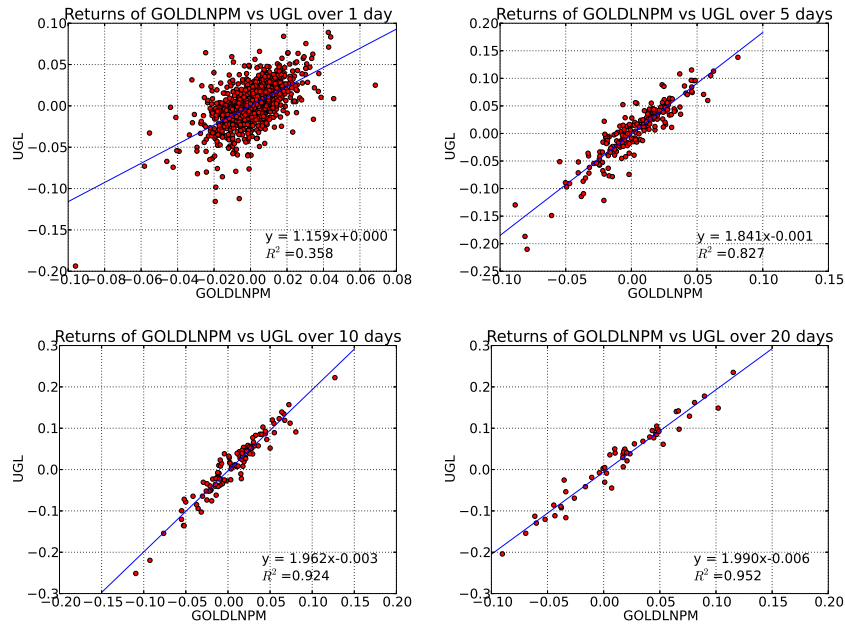 Returns of GOLDLNPM vs UGL over 1 day
0.10
0.05
0.00
−0.05
−0.10
−0.15
−0.20
UGL
y = 1.159x+0.000
R² =0.358
−0.10 −0.08 −0.06 −0.04 −0.02 0.00 0.02 0.04 0.06 0.08
GOLDLNPM
Returns of GOLDLNPM vs UGL over 5 days
0.20
0.15
0.10
0.05
0.00
−0.05
−0.10
−0.15
−0.20
−0.25
UGL
y = 1.841x-0.001
R² =0.827
−0.10 −0.05 0.00 0.05 0.10 0.15
GOLDLNPM
Returns of GOLDLNPM vs UGL over 10 days
0.3
0.2
0.1
0.0
−0.1
−0.2
−0.3
UGL
y = 1.962x-0.003
R² =0.924
−0.20 −0.15 −0.10 −0.05 0.00 0.05 0.10 0.15 0.20
GOLDLNPM
Returns of GOLDLNPM vs UGL over 20 days
0.3
0.2
0.1
0.0
−0.1
−0.2
−0.3
UGL
y = 1.990x-0.006
R² =0.952
−0.10 −0.05 0.00 0.05 0.10 0.15 0.20
GOLDLNPM